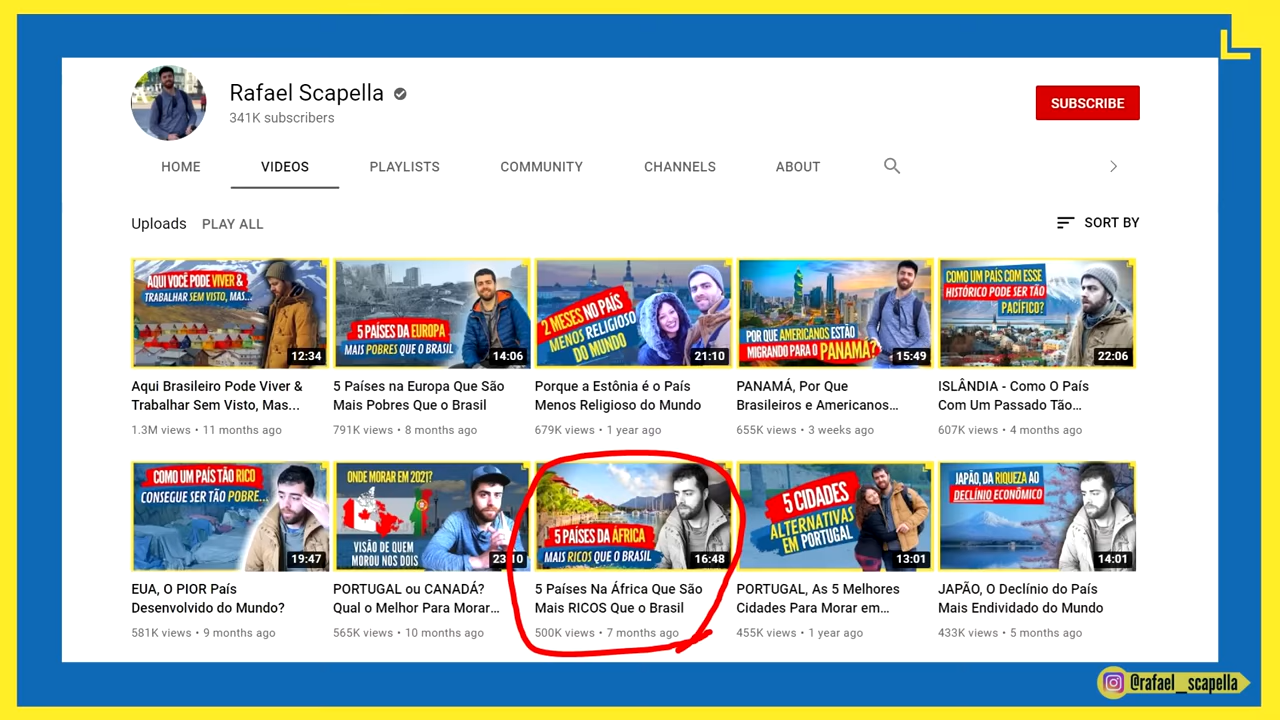 Rafael Scapella
341K subscribers
SUBSCRIBE
HOME
VIDEOS
PLAYLISTS
COMMUNITY
CHANNELS
ABOUT
Uploads
PLAY ALL
SORT BY
AQUI VOCÊ PODE VIVER &
TRABALHAR SEM VISTO, MAS...
12:34
Aqui Brasileiro Pode Viver &
Trabalhar Sem Visto, Mas...
1.3M views • 11 months ago
5 PAÍSES DA EUROPA
MAIS POBRES QUE O BRASIL
14:06
5 Países na Europa Que São
Mais Pobres Que o Brasil
791K views • 8 months ago
2 MESES NO PAÍS
MENOS RELIGIOSO
DO MUNDO
21:10
Porque a Estônia é o País
Menos Religioso do Mundo
679K views • 1 year ago
POR QUE AMERICANOS ESTÃO
MIGRANDO PARA O PANAMÁ?
15:49
PANAMÁ, Por Que
Brasileiros e Americanos...
655K views • 3 weeks ago
COMO UM PAÍS COM ESSE
HISTÓRICO PODE SER TÃO
PACÍFICO?
22:06
ISLÂNDIA - Como O País
Com Um Passado Tão...
607K views • 4 months ago
COMO UM PAÍS TÃO RICO
CONSEGUE SER TÃO POBRE...
19:47
EUA, O PIOR País
Desenvolvido do Mundo?
581K views • 9 months ago
ONDE MORAR EM 2021?
VISÃO DE QUEM
MOROU NOS DOIS
23:10
PORTUGAL ou CANADÁ?
Qual o Melhor Para Morar...
565K views • 10 months ago
5 PAÍSES DA ÁFRICA
MAIS RICOS QUE O BRASIL
16:48
5 Países Na África Que São
Mais RICOS Que o Brasil
500K views • 7 months ago
5 CIDADES
ALTERNATIVAS
EM PORTUGAL
13:01
PORTUGAL, As 5 Melhores
Cidades Para Morar em...
455K views • 1 year ago
JAPÃO, DA RIQUEZA AO
DECLÍNIO ECONÔMICO
14:01
JAPÃO, O Declínio do País
Mais Endividado do Mundo
433K views • 5 months ago
@rafael_scapella